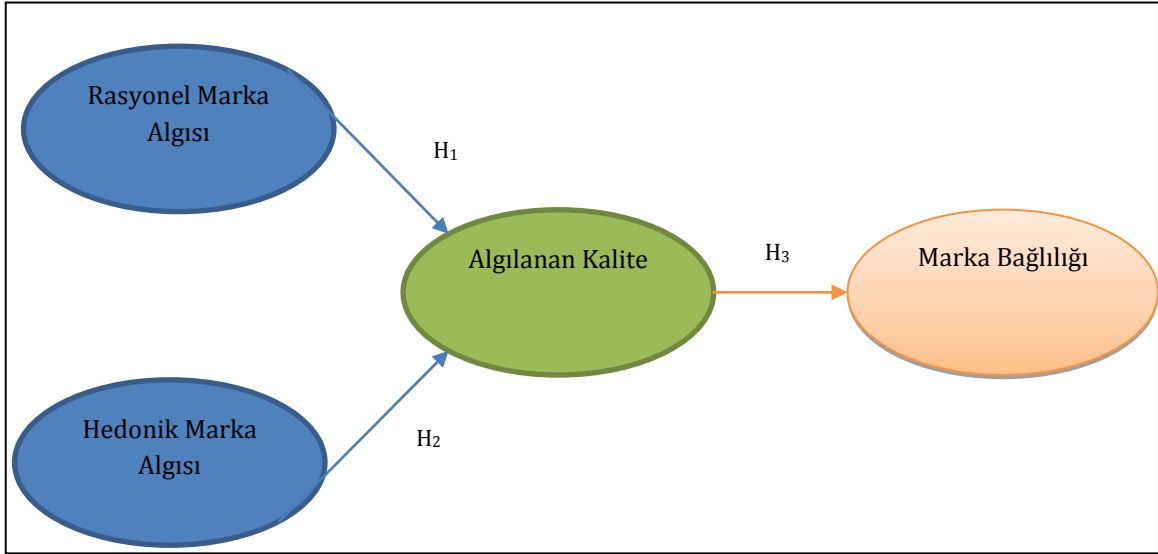 Rasyonel Marka
Algısı
H₁
Algılanan Kalite
H₃
Marka Bağlılığı
Hedonik Marka
Algısı
H₂